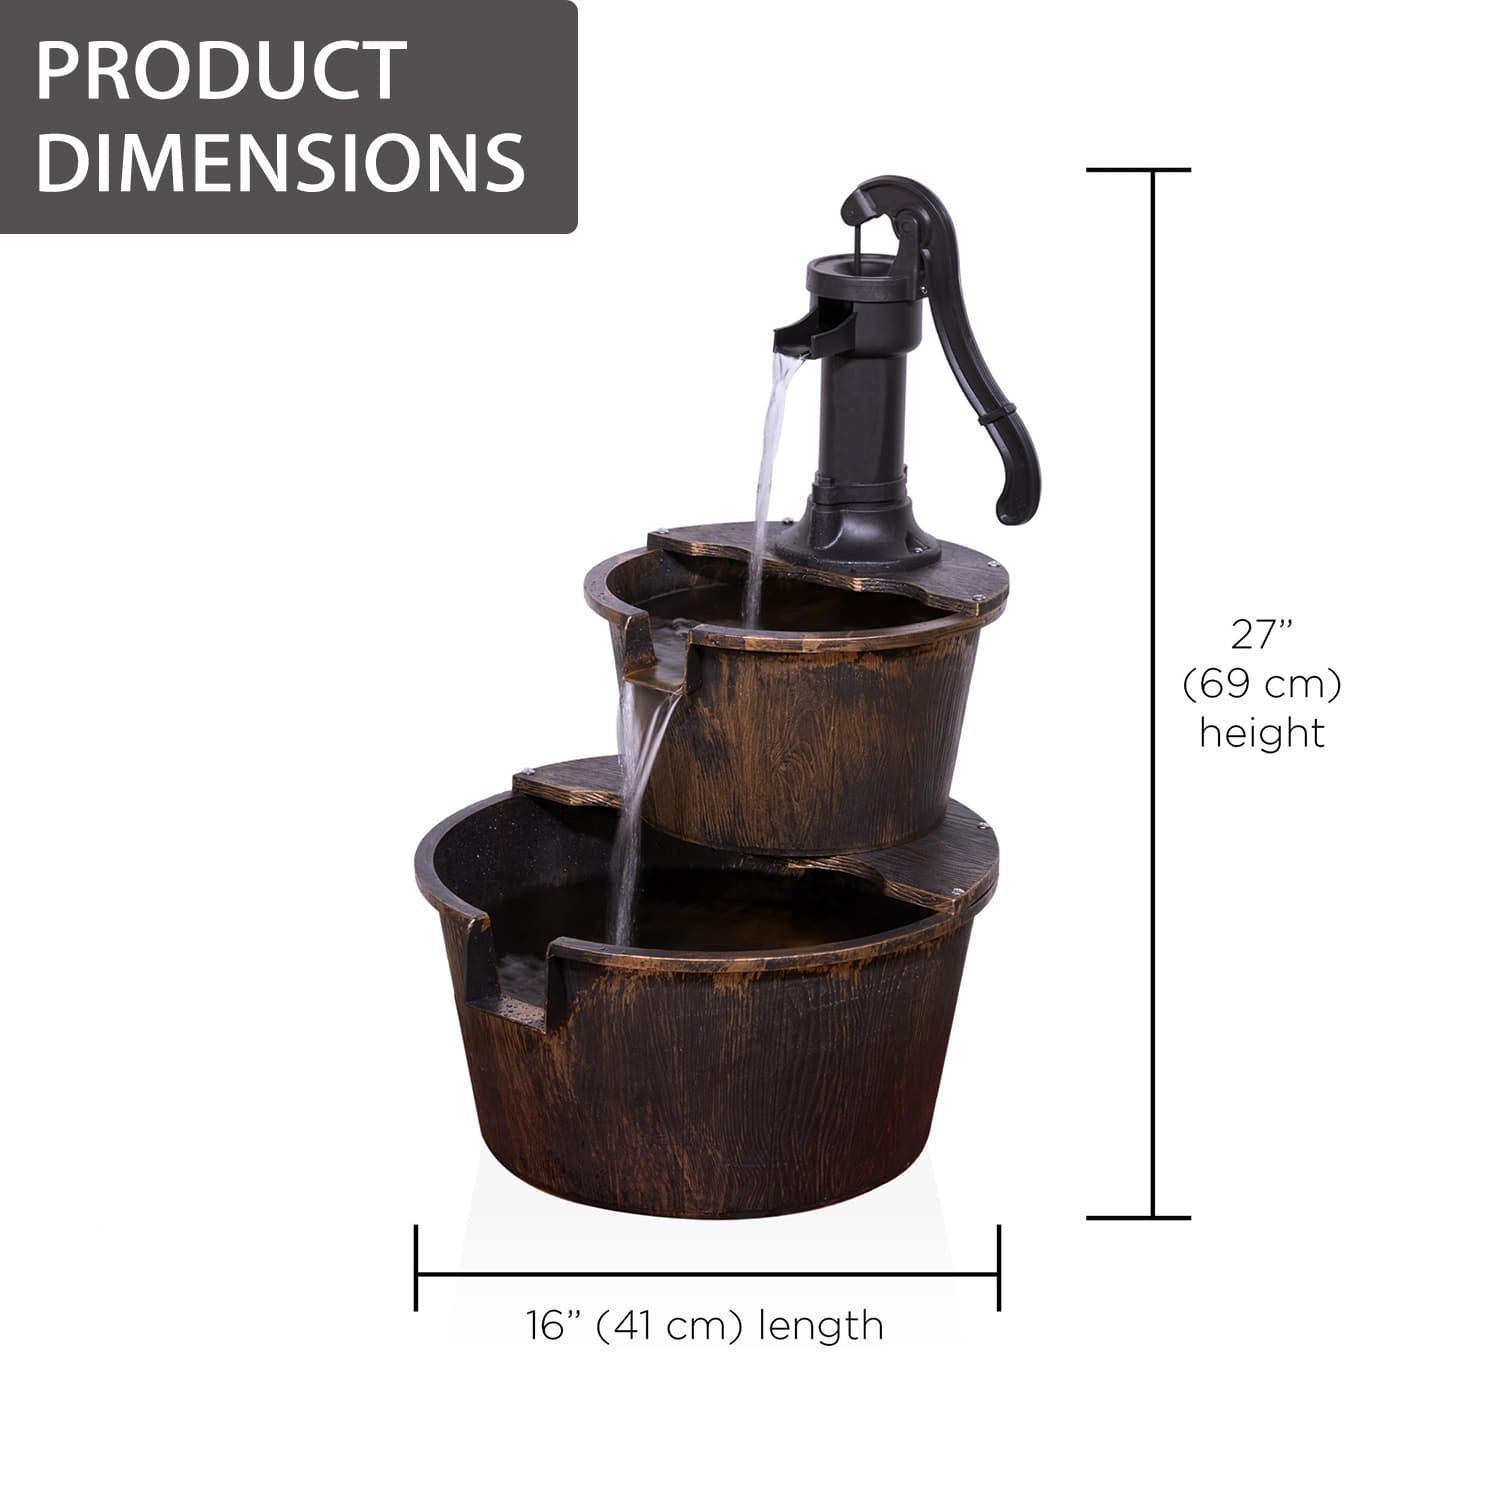 PRODUCT
DIMENSIONS
27”
(69 cm)
height
16” (41 cm) length